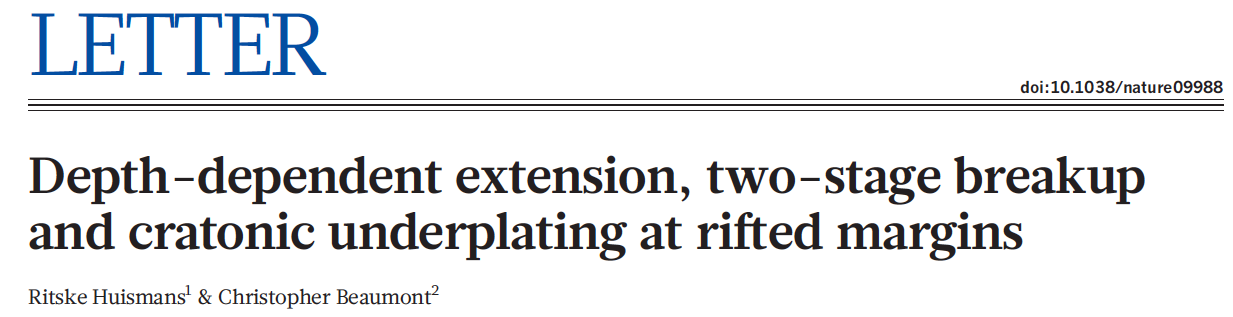 LETTER
doi:10.1038/nature09988
Depth-dependent extension, two-stage breakup
and cratonic underplating at rifted margins
Ritske Huismans1 & Christopher Beaumont2